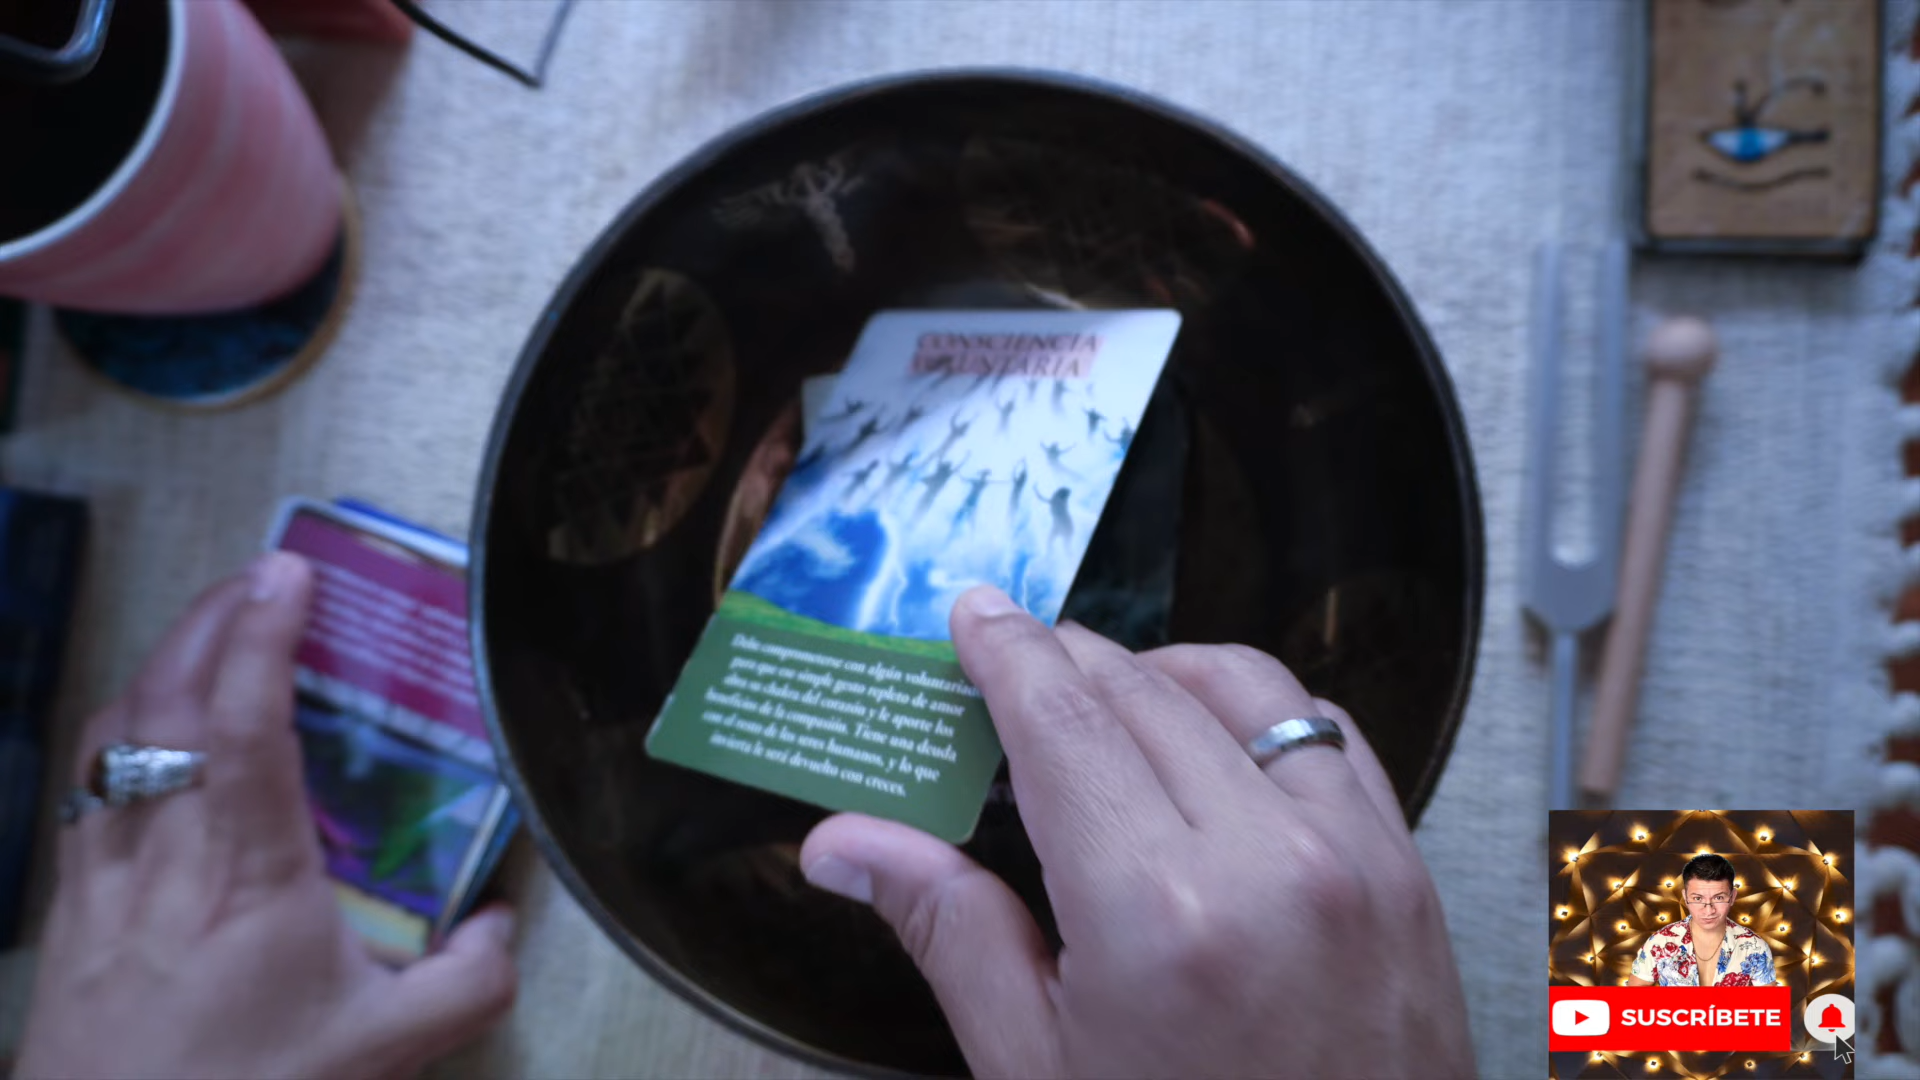 CONSCIENCIA
VOLUNTARIA
Debe comprometerse con algún voluntariado
para que ese simple gesto repleto de amor
abra su chakra del corazón y le aporte los
beneficios de la compasión. Tiene una deuda
con el resto de los seres humanos, y lo que
invierta le será devuelto con creces.
SUSCRÍBETE